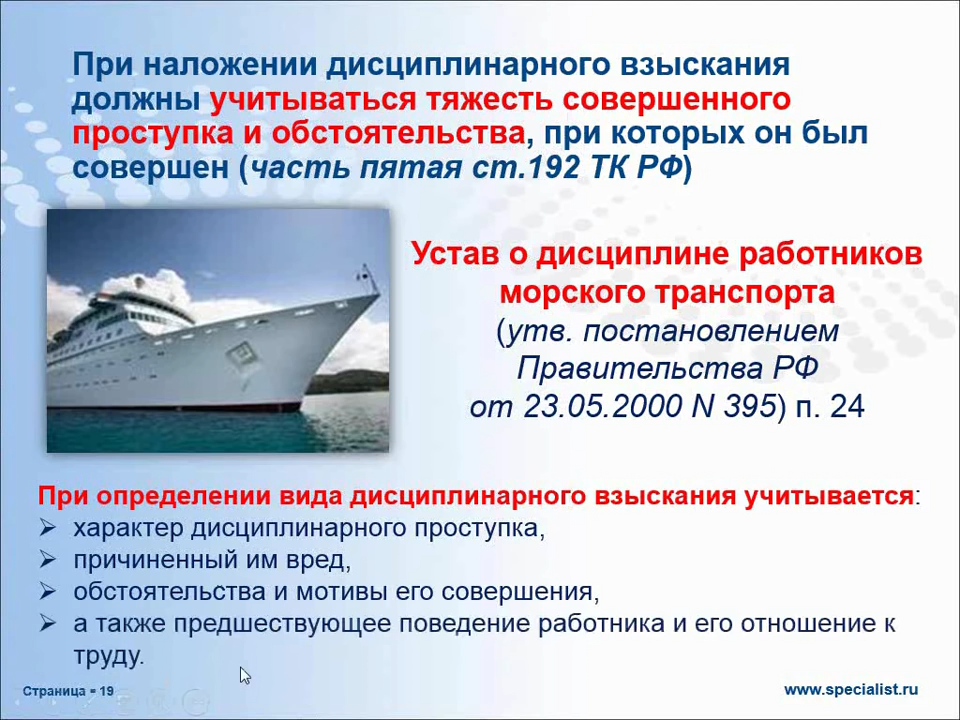 При наложении дисциплинарного взыскания
должны учитываться тяжесть совершенного
проступка и обстоятельства, при которых он был
совершен (часть пятая ст.192 ТК РФ)
Устав о дисциплине работников
морского транспорта
(утв. постановлением
Правительства РФ
от 23.05.2000 N 395) п. 24
При определении вида дисциплинарного взыскания учитывается:
характер дисциплинарного проступка,
причиненный им вред,
обстоятельства и мотивы его совершения,
а также предшествующее поведение работника и его отношение к
труду.
Страница = 19
www.specialist.ru